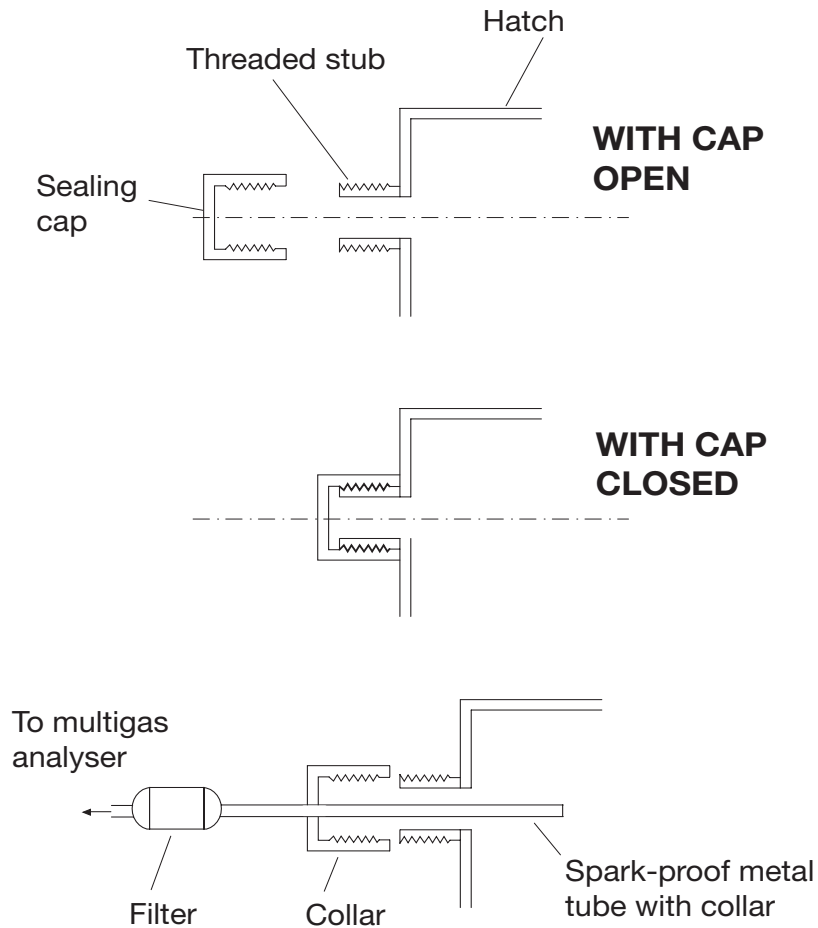 Hatch
Threaded stub
WITH CAP
OPEN
Sealing
cap
WITH CAP
CLOSED
To multigas
analyser
Spark-proof metal
tube with collar
Filter
Collar